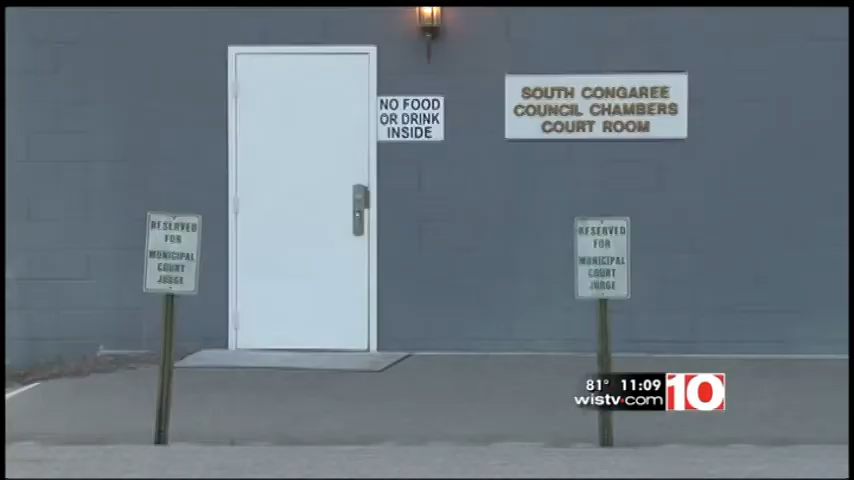 NO FOOD
OR DRINK
INSIDE
SOUTH CONGAREE
COUNCIL CHAMBERS
COURT ROOM
RESERVED
FOR
MUNICIPAL
COURT
JUDGE
RESERVED
FOR
MUNICIPAL
COURT
JUDGE
81° 11:09
wistv.com 10